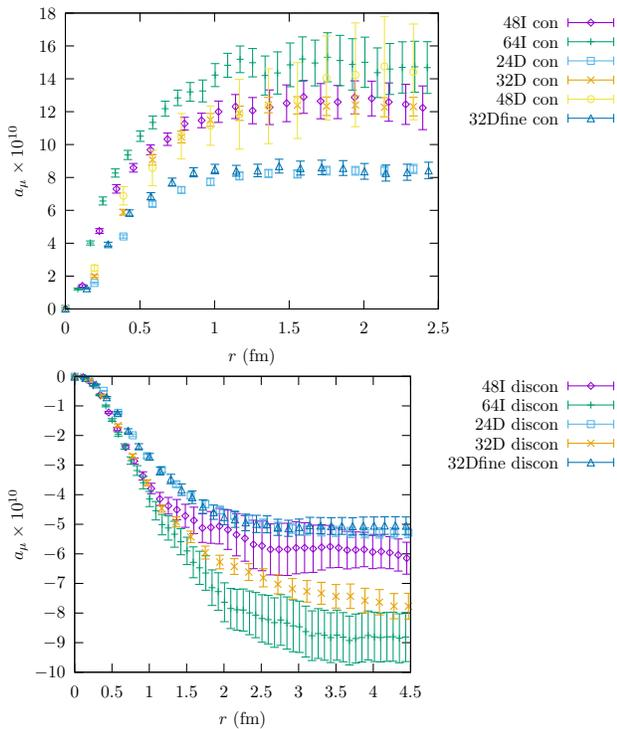 18
16
14
12
10
8
6
4
2
0
a_μ × 10^10
0 0.5 1 1.5 2 2.5
r (fm)
48I con
64I con
24D con
32D con
48D con
32Dfine con
0
−1
−2
−3
−4
−5
−6
−7
−8
−9
−10
a_μ × 10^10
0 0.5 1 1.5 2 2.5 3 3.5 4 4.5
r (fm)
48I discon
64I discon
24D discon
32D discon
32Dfine discon